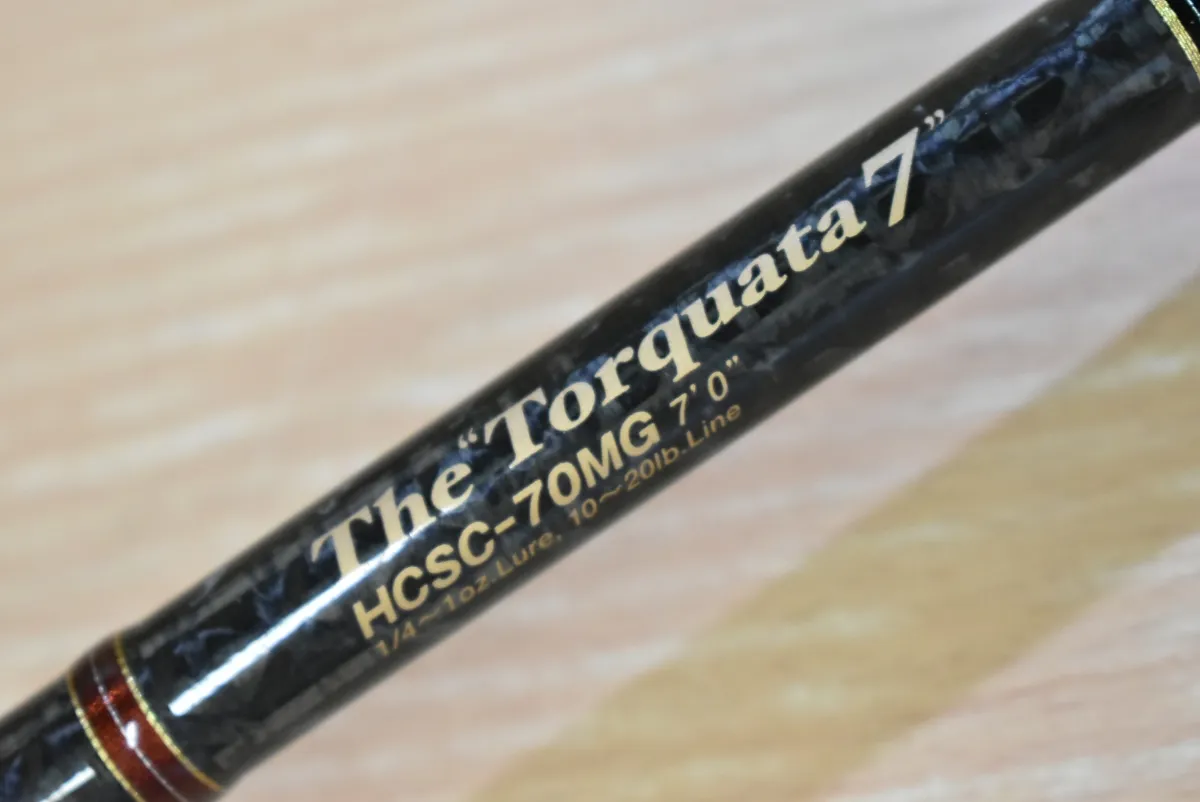 The “Torquata 7”
HCSC-70MG 7’0”
1/4~1oz.Lure, 10~20lb.Line